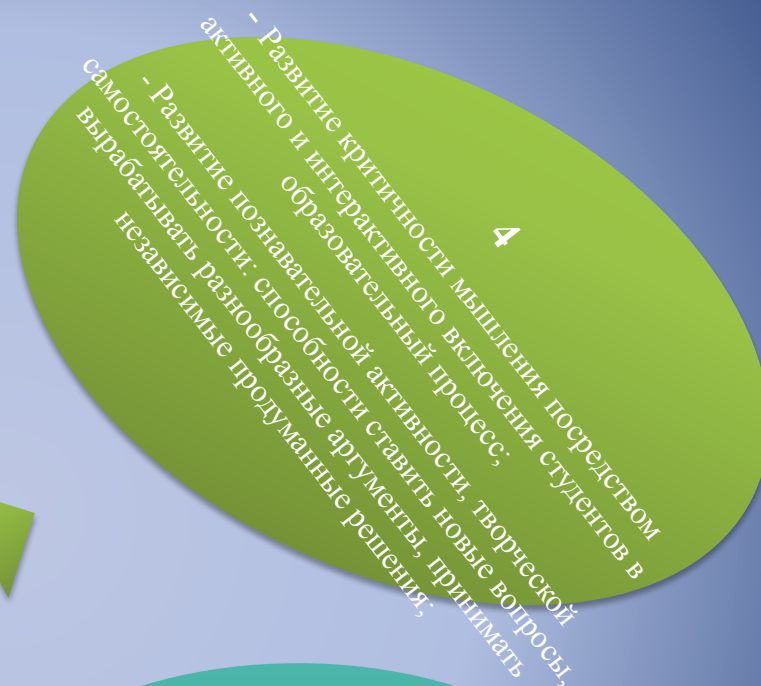 4
- Развитие критичности мышления посредством
активного и интерактивного включения студентов в
образовательный процесс;
- Развитие познавательной активности, творческой
самостоятельности: способности ставить новые вопросы,
вырабатывать разнообразные аргументы, принимать
независимые продуманные решения;